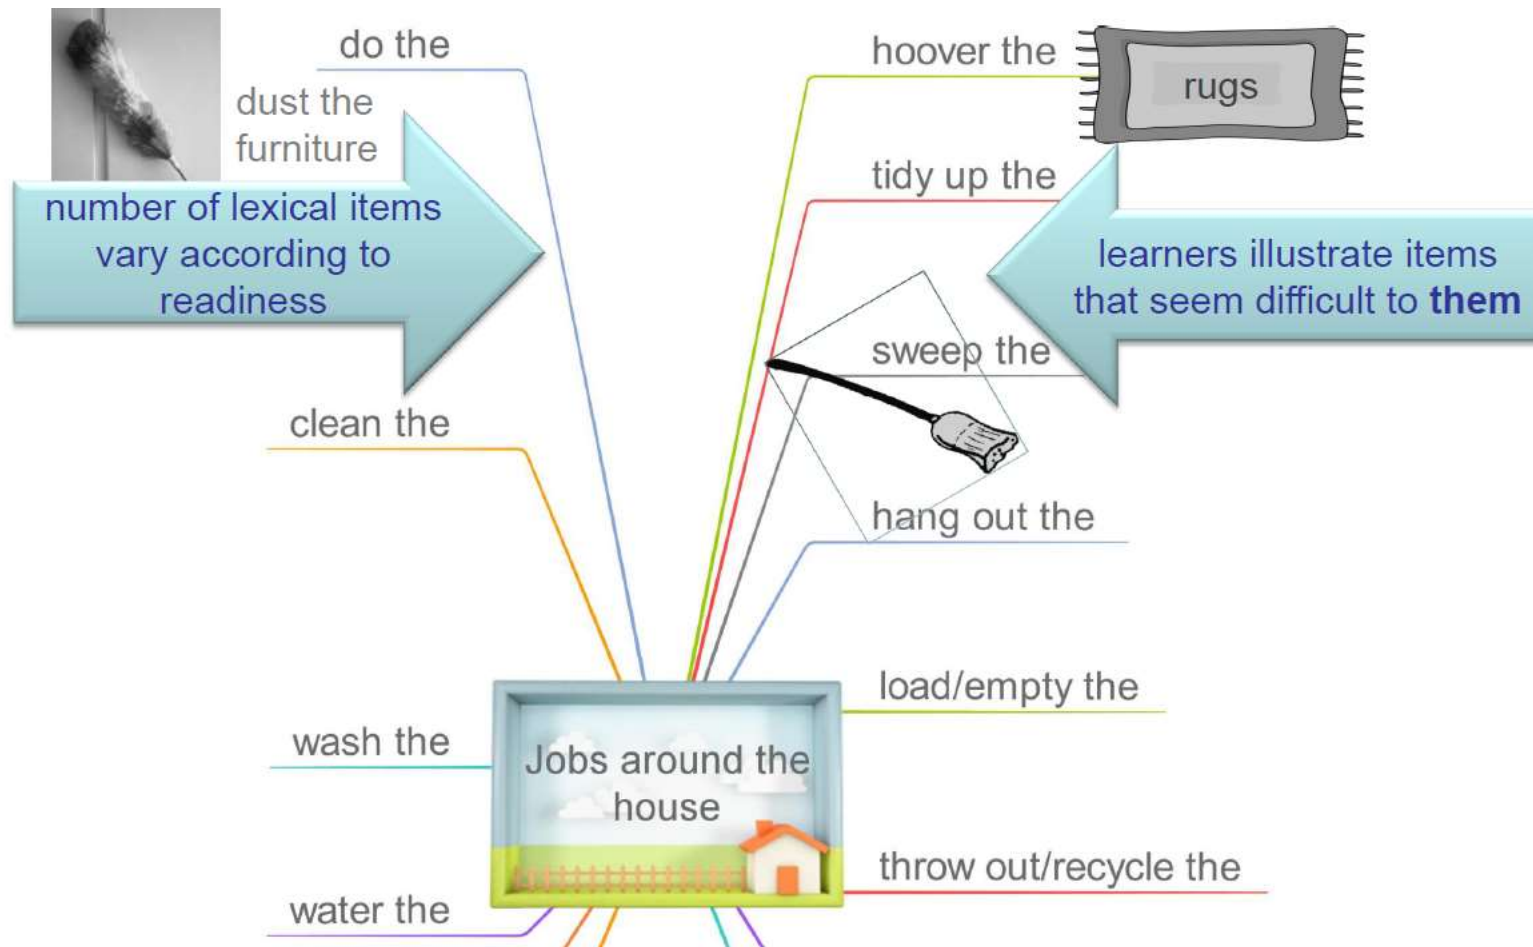 do the
dust the
furniture
number of lexical items
vary according to
readiness
clean the
wash the
water the
hoover the
rugs
tidy up the
learners illustrate items
that seem difficult to them
sweep the
hang out the
load/empty the
throw out/recycle the
Jobs around the
house